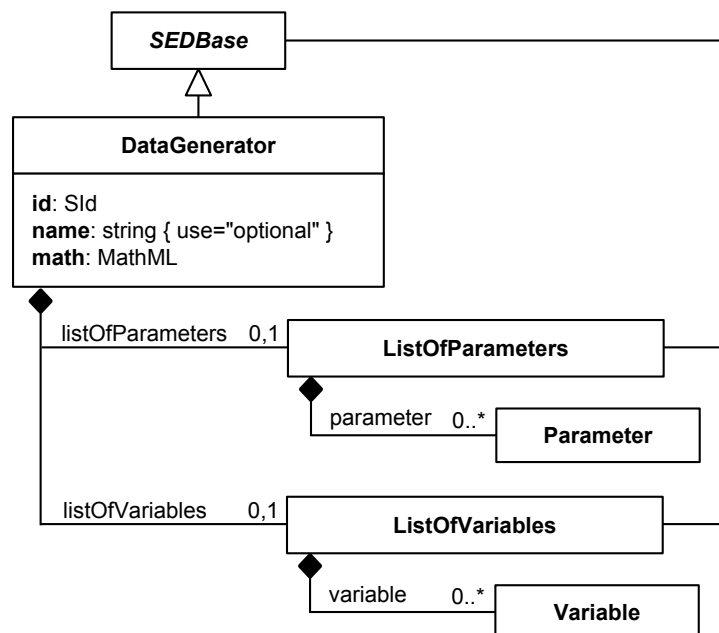 SEDBase
DataGenerator
id: SId
name: string { use="optional" }
math: MathML
listOfParameters 0,1
ListOfParameters
parameter 0..*
Parameter
listOfVariables 0,1
ListOfVariables
variable 0..*
Variable